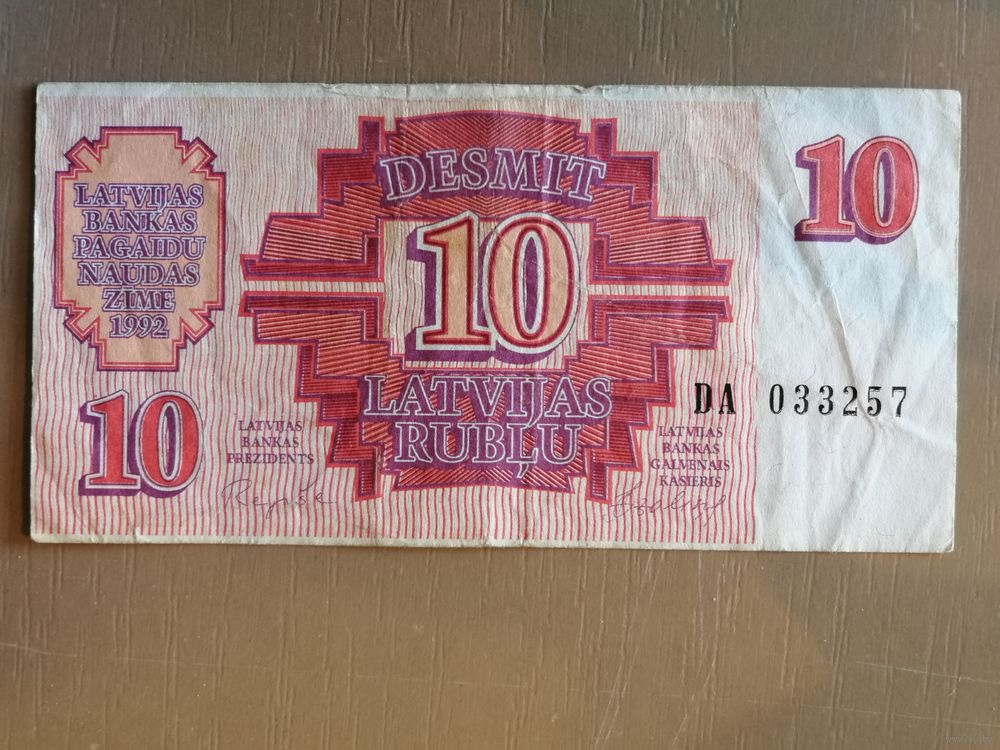 LATVIJAS
BANKAS
PAGAIDU
NAUDAS
ZĪME
1992
DESMIT
10
10
LATVIJAS
RUBĻU
10
LATVIJAS
BANKAS
PREZIDENTS
DA 033257
LATVIJAS
BANKAS
GALVENAIS
KASIERIS